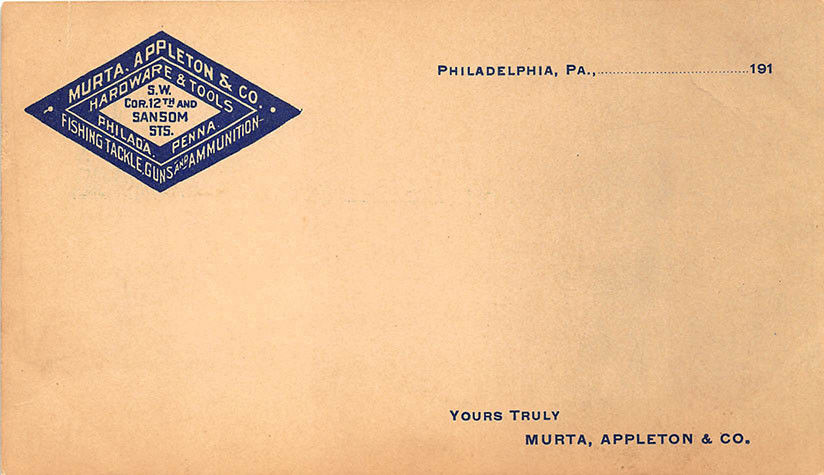 MURTA, APPLETON & CO.
HARDWARE & TOOLS
S.W.
COR. 12TH AND
SANSOM
STS.
PHILADA. PENNA.
FISHING TACKLE, GUNS AND AMMUNITION
PHILADELPHIA, PA.,..............................191
YOURS TRULY
MURTA, APPLETON & CO.